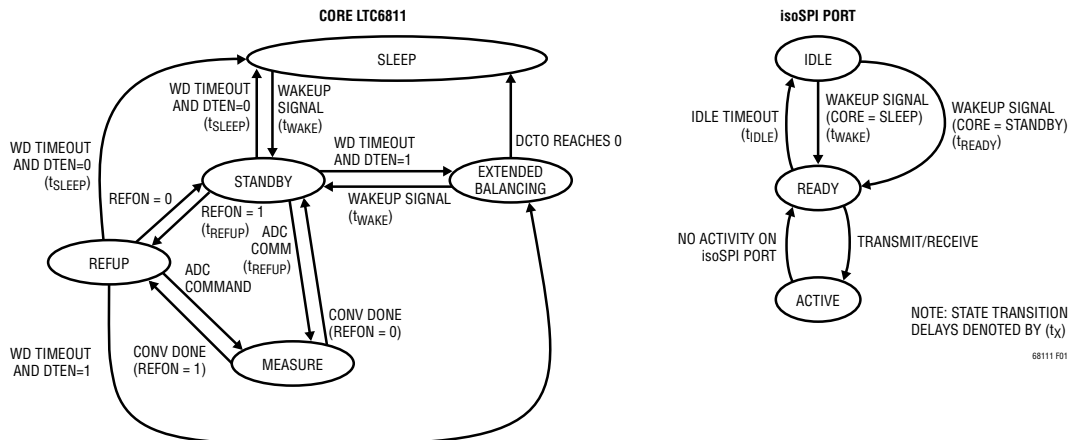 CORE LTC6811
SLEEP
WD TIMEOUT
AND DTEN=0
(tSLEEP)
WAKEUP
SIGNAL
(tWAKE)
WD TIMEOUT
AND DTEN=0
(tSLEEP)
WD TIMEOUT
AND DTEN=1
DCTO REACHES 0
STANDBY
EXTENDED
BALANCING
REFON = 0
REFON = 1
(tREFUP)
WAKEUP SIGNAL
(tWAKE)
ADC
COMM
(tREFUP)
REFUP
ADC
COMMAND
CONV DONE
(REFON = 0)
CONV DONE
(REFON = 1)
WD TIMEOUT
AND DTEN=1
MEASURE
isoSPI PORT
IDLE
IDLE TIMEOUT
(tIDLE)
WAKEUP SIGNAL
(CORE = SLEEP)
(tWAKE)
WAKEUP SIGNAL
(CORE = STANDBY)
(tREADY)
READY
NO ACTIVITY ON
isoSPI PORT
TRANSMIT/RECEIVE
ACTIVE
NOTE: STATE TRANSITION
DELAYS DENOTED BY (tX)
68111 F01